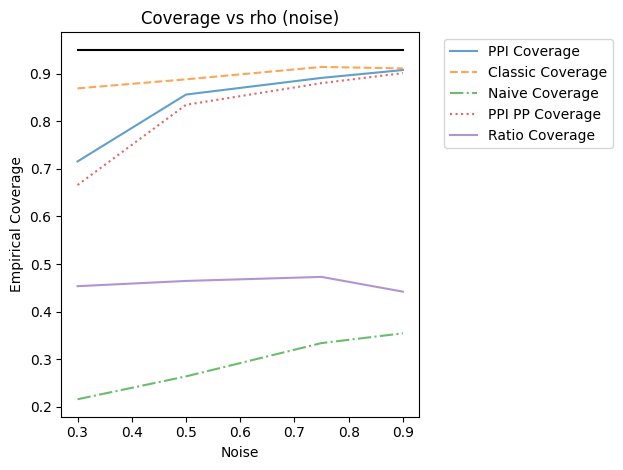 Coverage vs rho (noise)
PPI Coverage
Classic Coverage
Naive Coverage
PPI PP Coverage
Ratio Coverage
Empirical Coverage
0.9
0.8
0.7
0.6
0.5
0.4
0.3
0.2
0.3
0.4
0.5
0.6
0.7
0.8
0.9
Noise